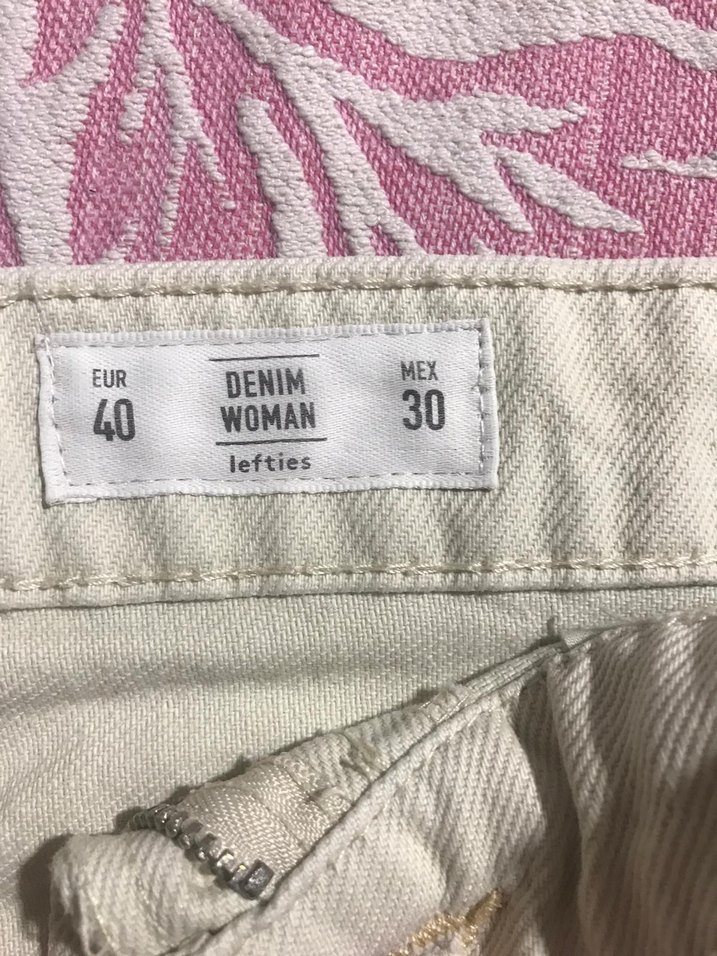 EUR
40
DENIM
WOMAN
lefties
MEX
30